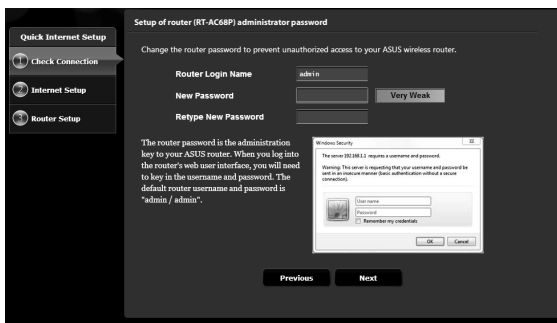 Setup of router (RT-AC68P) administrator password
Quick Internet Setup
1 Check Connection
2 Internet Setup
3 Router Setup
Change the router password to prevent unauthorized access to your ASUS wireless router.
Router Login Name admin
New Password Very Weak
Retype New Password
The router password is the administration
key to your ASUS router. When you log into
the router's web user interface, you will need
to key in the username and password. The
default router username and password is
"admin / admin".
Windows Security
The server 192.168.1.1 requires a username and password.
Warning: This server is requesting that your username and password be
sent in an insecure manner (basic authentication without a secure
connection).
User name
Password
Remember my credentials
OK Cancel
Previous Next